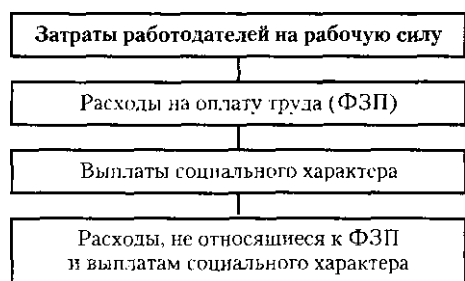 Затраты работодателей на рабочую силу
Расходы на оплату труда (ФЗП)
Выплаты социального характера
Расходы, не относящиеся к ФЗП
и выплатам социального характера